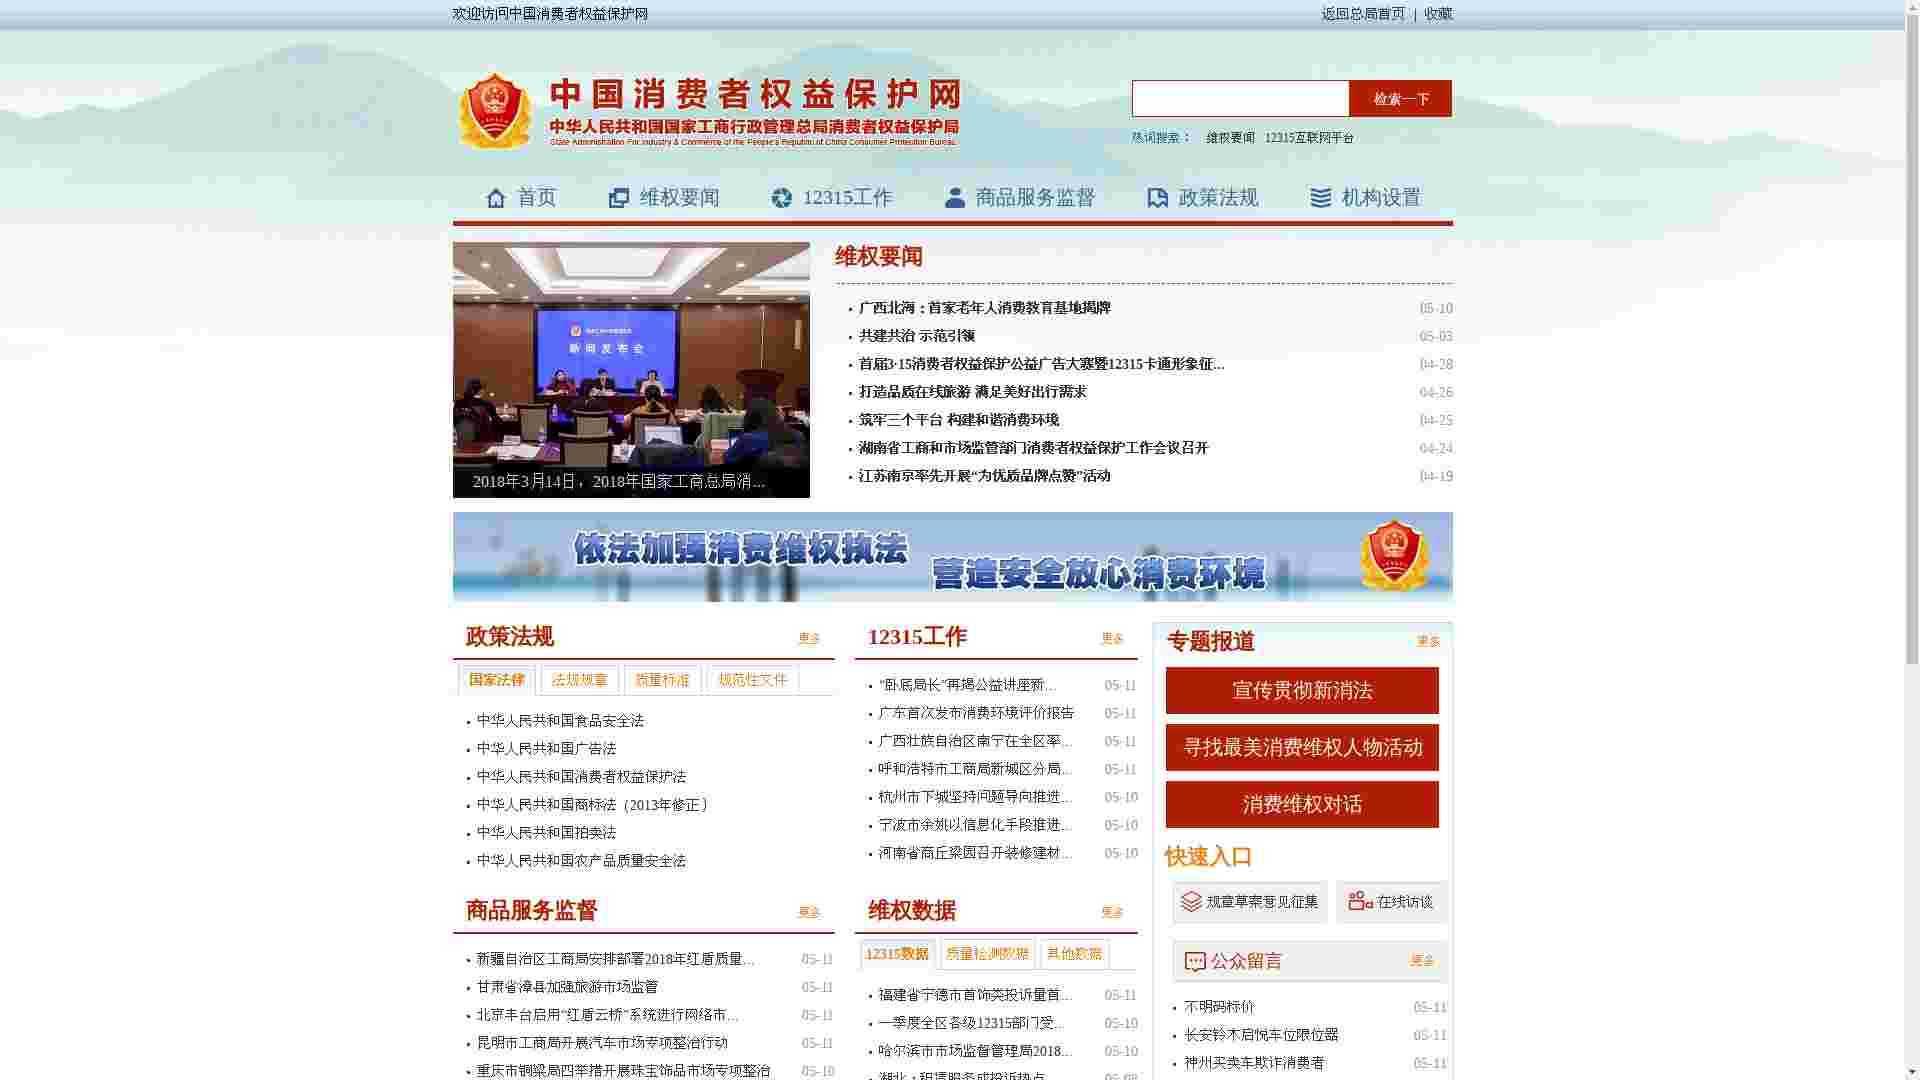 欢迎访问中国消费者权益保护网
返回总局首页 | 收藏
中国消费者权益保护网
中华人民共和国国家工商行政管理总局消费者权益保护局
State Administration For Industry & Commerce of the People's Republic of China Consumer Protection Bureau
检索一下
热词搜索： 维权要闻 12315互联网平台
首页 维权要闻 12315工作 商品服务监督 政策法规 机构设置
新闻发布会
2018年3月14日，2018年国家工商总局消...
维权要闻
广西北海：首家老年人消费教育基地揭牌 05-10
共建共治 示范引领 05-03
首届3·15消费者权益保护公益广告大赛暨12315卡通形象征... 04-28
打造品质在线旅游 满足美好出行需求 04-26
筑牢三个平台 构建和谐消费环境 04-25
湖南省工商和市场监管部门消费者权益保护工作会议召开 04-24
江苏南京率先开展“为优质品牌点赞”活动 04-19
依法加强消费维权执法
营造安全放心消费环境
政策法规 更多
国家法律 法规规章 质量标准 规范性文件
中华人民共和国食品安全法
中华人民共和国广告法
中华人民共和国消费者权益保护法
中华人民共和国商标法（2013年修正）
中华人民共和国拍卖法
中华人民共和国农产品质量安全法
12315工作 更多
“卧底局长”再揭公益讲座新... 05-11
广东首次发布消费环境评价报告 05-11
广西壮族自治区南宁在全区率... 05-11
呼和浩特市工商局新城区分局... 05-11
杭州市下城坚持问题导向推进... 05-10
宁波市余姚以信息化手段推进... 05-10
河南省商丘梁园召开装修建材... 05-10
专题报道 更多
宣传贯彻新消法
寻找最美消费维权人物活动
消费维权对话
快速入口
规章草案意见征集 在线访谈
公众留言 更多
不明码标价 05-11
长安铃木启悦车位限位器 05-11
神州买卖车欺诈消费者 05-11
商品服务监督 更多
新疆自治区工商局安排部署2018年红盾质量... 05-11
甘肃省漳县加强旅游市场监管 05-11
北京丰台启用“红盾云桥”系统进行网络市... 05-11
昆明市工商局开展汽车市场专项整治行动 05-11
重庆市铜梁局四举措开展珠宝饰品市场专项整治 05-10
维权数据 更多
12315数据 质量检测数据 其他数据
福建省宁德市首饰类投诉量首... 05-11
一季度全区各级12315部门受... 05-10
哈尔滨市市场监督管理局2018... 05-10
湖北：租赁服务成投诉热点 05-08